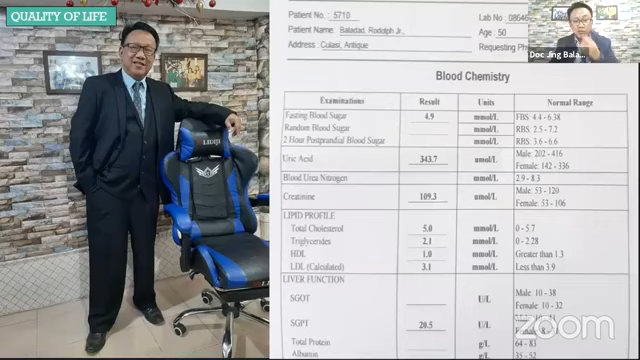 QUALITY OF LIFE
Patient No. : 5710
Lab No : 08646
Patient Name: Baladad, Rodolph Jr.,
Age : 50
Address : Culasi, Antique
Requesting
Doc Jing Bala...
Blood Chemistry
Examinations Result Units Normal Range
Fasting Blood Sugar 4.9 mmol/L FBS: 4.4 - 6.38
Random Blood Sugar mmol/L RBS: 2.5 - 7.2
2 Hour Postprandial Blood Sugar mmol/L RBS: 3.6 - 6.6
Uric Acid 343.7 umol/L Male: 202 - 416
Female: 142 - 336
Blood Urea Nitrogen mmol/L 2.9 - 8.3
Creatinine 109.3 umol/L Male: 53 - 120
Female: 53 - 106
LIPID PROFILE
Total Cholesterol 5.0 mmol/L 0 - 5.7
Triglycerides 2.1 mmol/L 0 - 2.28
HDL 1.0 mmol/L Greater than 1.3
LDL (Calculated) 3.1 mmol/L Less than 3.9
LIVER FUNCTION
SGOT U/L Male: 10 - 38
Female: 10 - 32
SGPT 20.5 U/L
Female:
Total Protein g/L 64 - 83
Albumin g/L 35 - 52
zoom